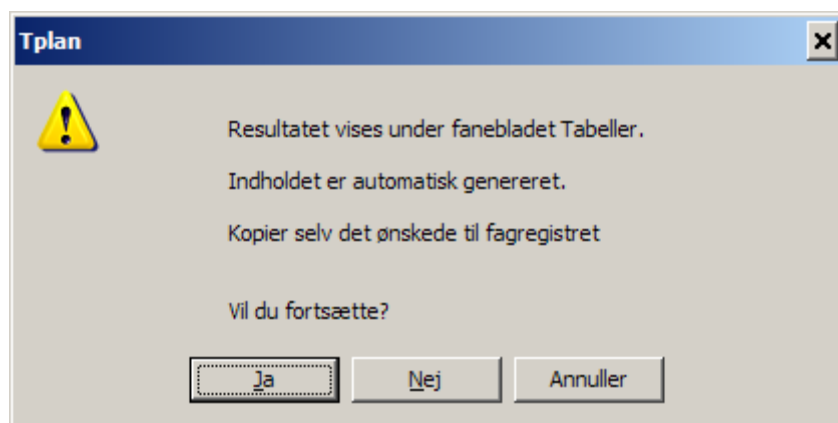 Tplan
Resultatet vises under fanebladet Tabeller.
Indholdet er automatisk genereret.
Kopier selv det ønskede til fagregistret
Vil du fortsætte?
Ja
Nej
Annuller